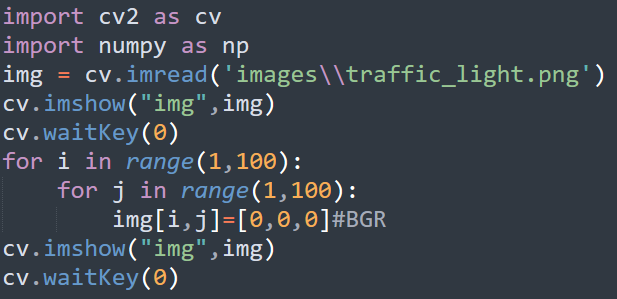 import cv2 as cv
import numpy as np
img = cv.imread('images\\traffic_light.png')
cv.imshow("img",img)
cv.waitKey(0)
for i in range(1,100):
    for j in range(1,100):
        img[i,j]=[0,0,0]#BGR
cv.imshow("img",img)
cv.waitKey(0)